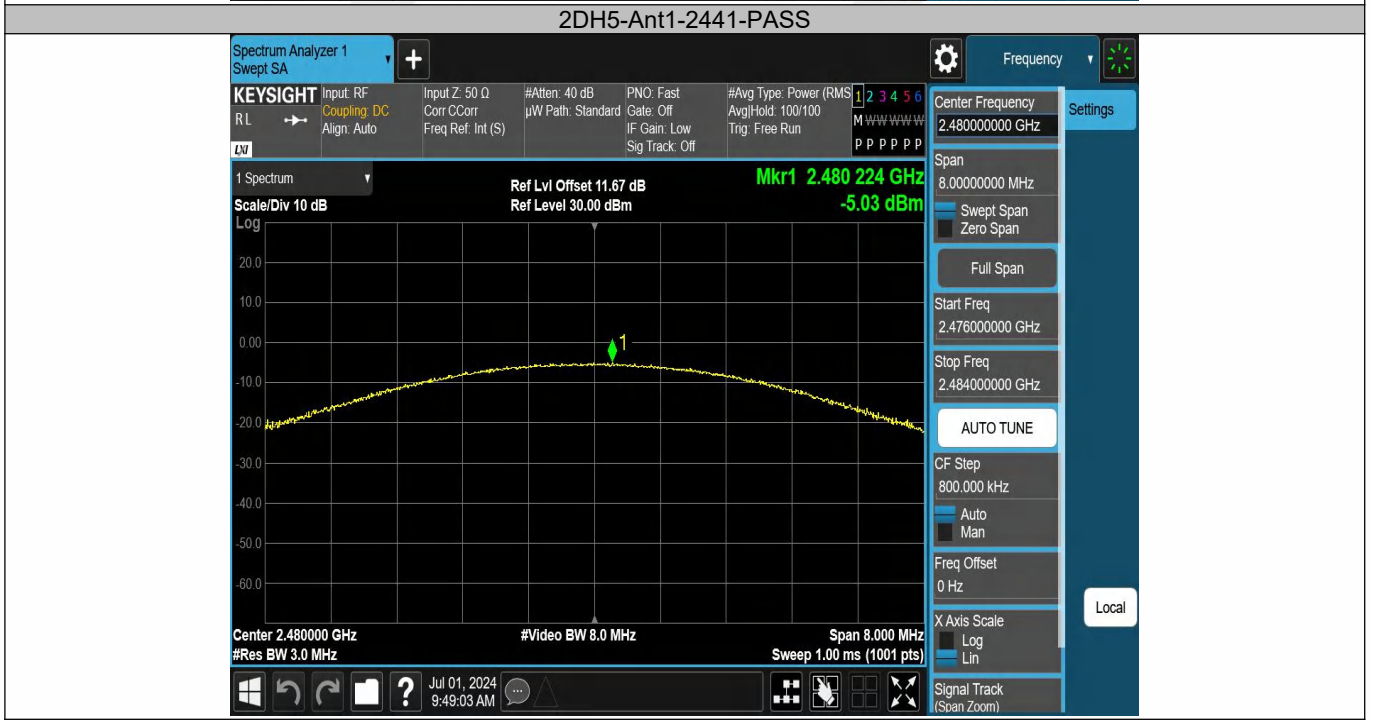 2DH5-Ant1-2441-PASS
Spectrum Analyzer 1
Swept SA
+
Frequency
KEYSIGHT
RL
LXI
Input: RF
Coupling: DC
Align: Auto
Input Z: 50 Ω
Corr CCorr
Freq Ref: Int (S)
#Atten: 40 dB
µW Path: Standard
PNO: Fast
Gate: Off
IF Gain: Low
Sig Track: Off
#Avg Type: Power (RMS
Avg|Hold: 100/100
Trig: Free Run
1 2 3 4 5 6
M W W W W W
P P P P P P
Center Frequency
2.480000000 GHz
Settings
Span
8.00000000 MHz
Swept Span
Zero Span
Full Span
Start Freq
2.476000000 GHz
Stop Freq
2.484000000 GHz
AUTO TUNE
CF Step
800.000 kHz
Auto
Man
Freq Offset
0 Hz
X Axis Scale
Log
Lin
Local
Signal Track
(Span Zoom)
1 Spectrum
Scale/Div 10 dB
Log
Ref Lvl Offset 11.67 dB
Ref Level 30.00 dBm
Mkr1 2.480 224 GHz
-5.03 dBm
20.0
10.0
0.00
-10.0
-20.0
-30.0
-40.0
-50.0
-60.0
1
Center 2.480000 GHz
#Res BW 3.0 MHz
#Video BW 8.0 MHz
Span 8.000 MHz
Sweep 1.00 ms (1001 pts)
?
Jul 01, 2024
9:49:03 AM